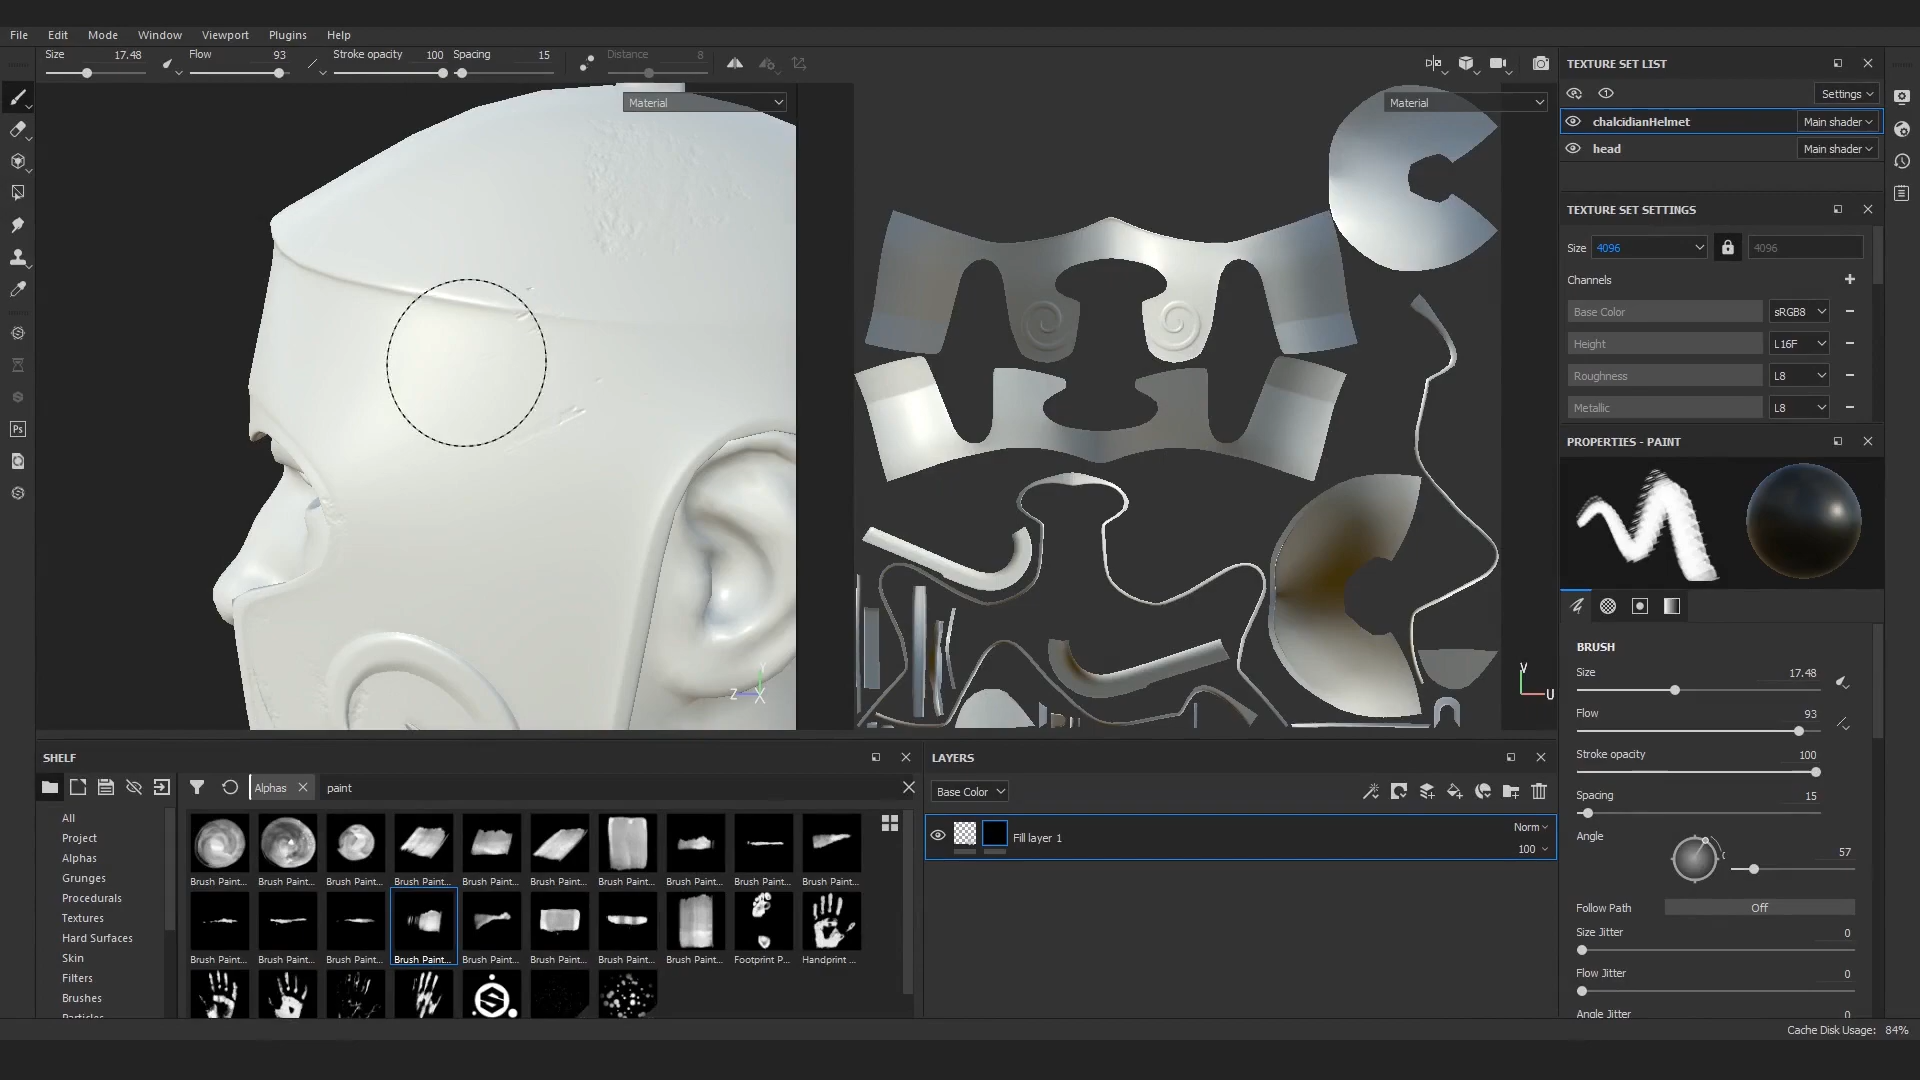 File Edit Mode Window Viewport Plugins Help
Size 17.48 Flow 93 Stroke opacity 100 Spacing 15 Distance 8
Material
Material
Z Y X
V U
TEXTURE SET LIST
Settings
chalcidianHelmet Main shader
head Main shader
TEXTURE SET SETTINGS
Size 4096 4096
Channels
Base Color sRGB8
Height L16F
Roughness L8
Metallic L8
PROPERTIES - PAINT
BRUSH
Size 17.48
Flow 93
Stroke opacity 100
Spacing 15
Angle 57
Follow Path Off
Size Jitter 0
Flow Jitter 0
Angle Jitter 0
Ps
SHELF
Alphas paint
All
Project
Alphas
Grunges
Procedurals
Textures
Hard Surfaces
Skin
Filters
Brushes
Particles
Brush Paint... Brush Paint... Brush Paint... Brush Paint... Brush Paint... Brush Paint... Brush Paint... Brush Paint... Brush Paint... Brush Paint...
Brush Paint... Brush Paint... Brush Paint... Brush Paint... Brush Paint... Brush Paint... Brush Paint... Brush Paint... Footprint P... Handprint ...
LAYERS
Base Color
Fill layer 1 Norm
100
Cache Disk Usage: 84%